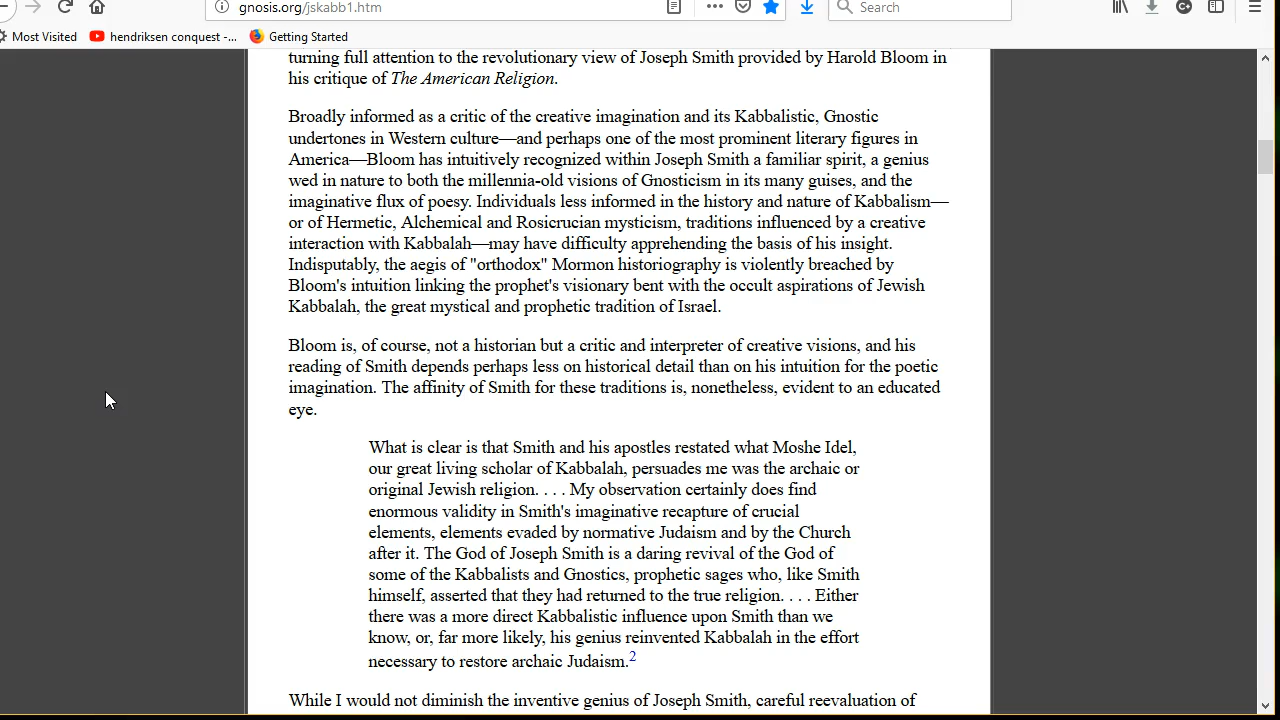 gnosis.org/jskabb1.htm
Search
Most Visited
hendriksen conquest -...
Getting Started
turning full attention to the revolutionary view of Joseph Smith provided by Harold Bloom in
his critique of The American Religion.
Broadly informed as a critic of the creative imagination and its Kabbalistic, Gnostic
undertones in Western culture—and perhaps one of the most prominent literary figures in
America—Bloom has intuitively recognized within Joseph Smith a familiar spirit, a genius
wed in nature to both the millennia-old visions of Gnosticism in its many guises, and the
imaginative flux of poesy. Individuals less informed in the history and nature of Kabbalism—
or of Hermetic, Alchemical and Rosicrucian mysticism, traditions influenced by a creative
interaction with Kabbalah—may have difficulty apprehending the basis of his insight.
Indisputably, the aegis of "orthodox" Mormon historiography is violently breached by
Bloom's intuition linking the prophet's visionary bent with the occult aspirations of Jewish
Kabbalah, the great mystical and prophetic tradition of Israel.
Bloom is, of course, not a historian but a critic and interpreter of creative visions, and his
reading of Smith depends perhaps less on historical detail than on his intuition for the poetic
imagination. The affinity of Smith for these traditions is, nonetheless, evident to an educated
eye.
What is clear is that Smith and his apostles restated what Moshe Idel,
our great living scholar of Kabbalah, persuades me was the archaic or
original Jewish religion. . . . My observation certainly does find
enormous validity in Smith's imaginative recapture of crucial
elements, elements evaded by normative Judaism and by the Church
after it. The God of Joseph Smith is a daring revival of the God of
some of the Kabbalists and Gnostics, prophetic sages who, like Smith
himself, asserted that they had returned to the true religion. . . . Either
there was a more direct Kabbalistic influence upon Smith than we
know, or, far more likely, his genius reinvented Kabbalah in the effort
necessary to restore archaic Judaism.2
While I would not diminish the inventive genius of Joseph Smith, careful reevaluation of